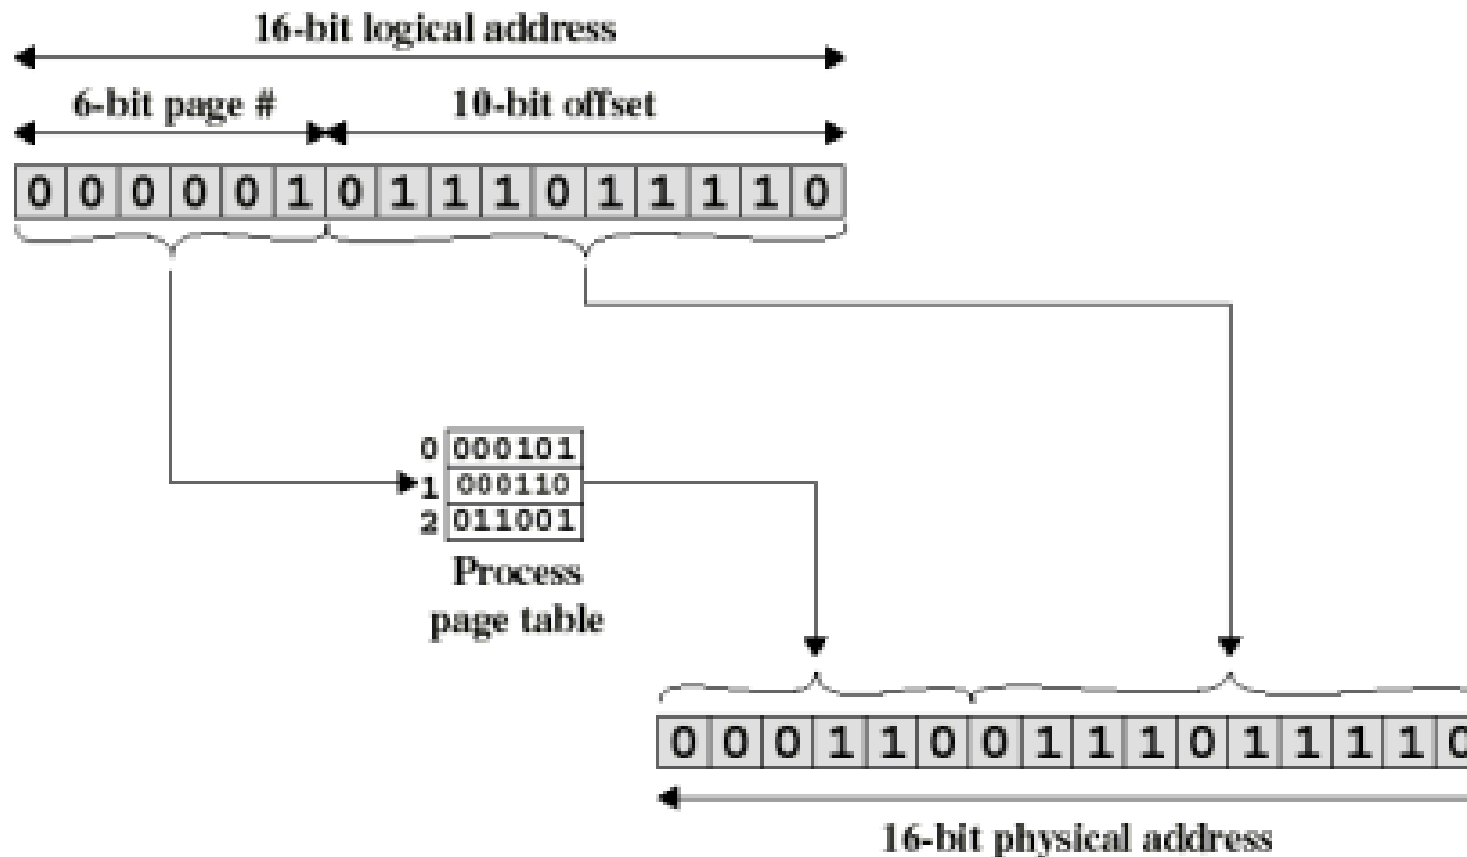 16-bit logical address
6-bit page # 10-bit offset
0 0 0 0 0 1 0 1 1 1 0 1 1 1 1 0
0 000101
1 000110
2 011001
Process
page table
0 0 0 1 1 0 0 1 1 1 0 1 1 1 1 0
16-bit physical address